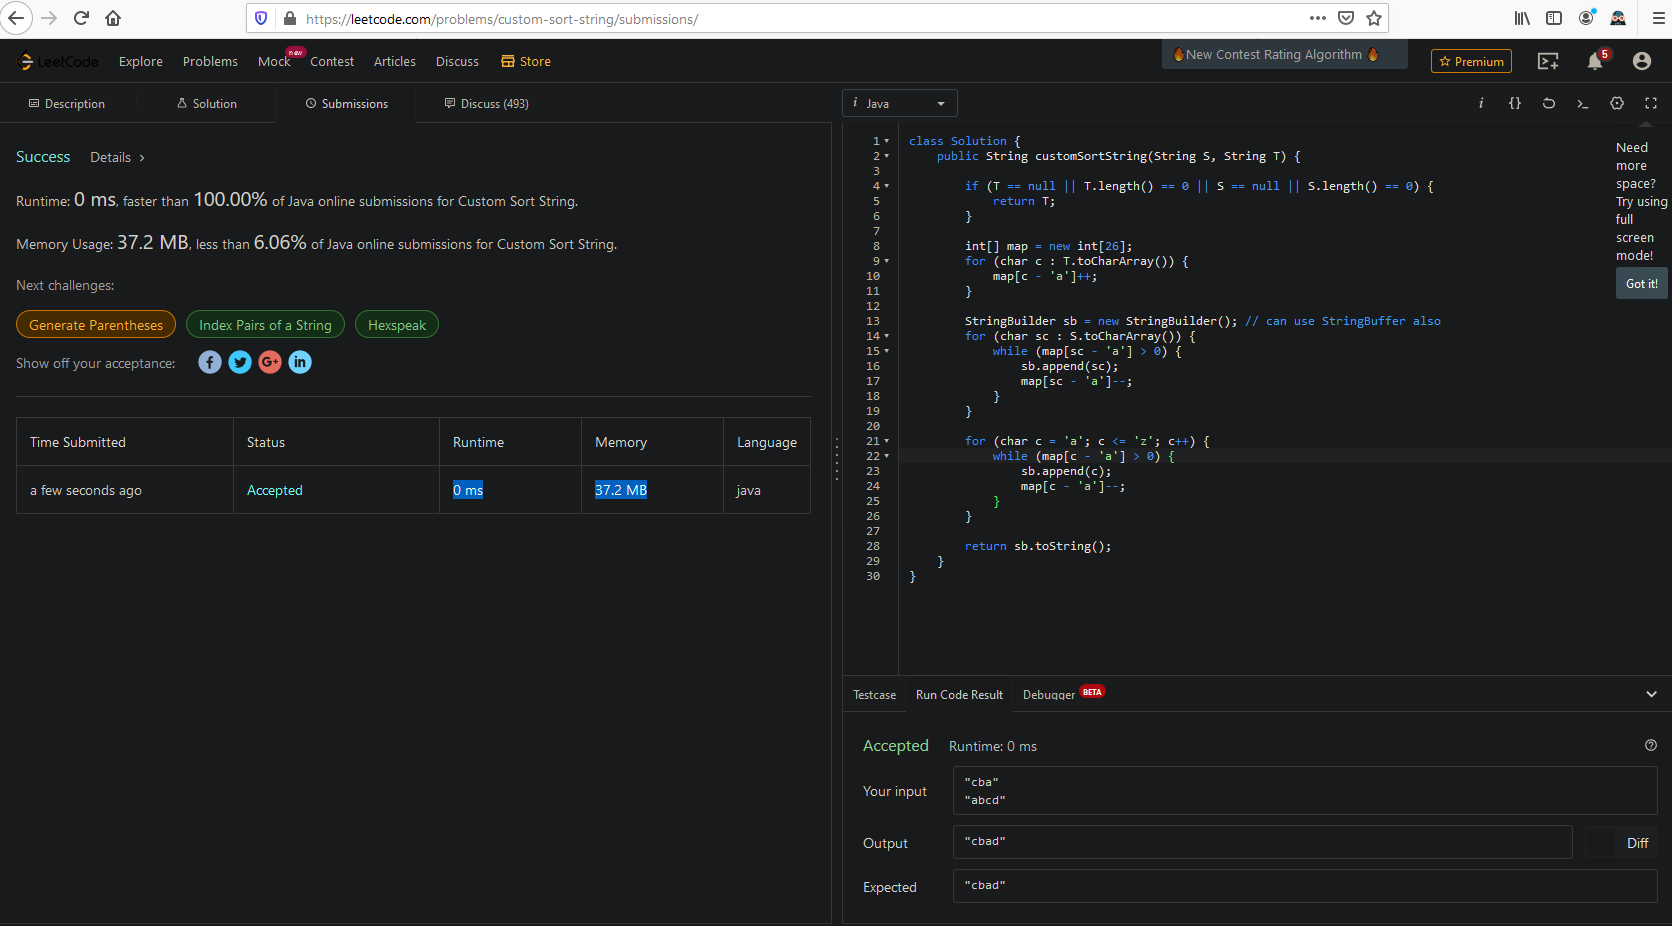 https://leetcode.com/problems/custom-sort-string/submissions/
LeetCode
Explore
Problems
Mock
new
Contest
Articles
Discuss
Store
New Contest Rating Algorithm
Premium
5
Description
Solution
Submissions
Discuss (493)
Success
Details
Runtime: 0 ms, faster than 100.00% of Java online submissions for Custom Sort String.
Memory Usage: 37.2 MB, less than 6.06% of Java online submissions for Custom Sort String.
Next challenges:
Generate Parentheses
Index Pairs of a String
Hexspeak
Show off your acceptance:
f
G+
in
Time Submitted Status Runtime Memory Language
a few seconds ago Accepted 0 ms 37.2 MB java
i Java
i {}
Need
more
space?
Try using
full
screen
mode!
Got it!
1 class Solution {
2 public String customSortString(String S, String T) {
3
4 if (T == null || T.length() == 0 || S == null || S.length() == 0) {
5 return T;
6 }
7
8 int[] map = new int[26];
9 for (char c : T.toCharArray()) {
10 map[c - 'a']++;
11 }
12
13 StringBuilder sb = new StringBuilder(); // can use StringBuffer also
14 for (char sc : S.toCharArray()) {
15 while (map[sc - 'a'] > 0) {
16 sb.append(sc);
17 map[sc - 'a']--;
18 }
19 }
20
21 for (char c = 'a'; c <= 'z'; c++) {
22 while (map[c - 'a'] > 0) {
23 sb.append(c);
24 map[c - 'a']--;
25 }
26 }
27
28 return sb.toString();
29 }
30 }
Testcase
Run Code Result
Debugger
BETA
Accepted
Runtime: 0 ms
Your input
"cba"
"abcd"
Output
"cbad"
Diff
Expected
"cbad"